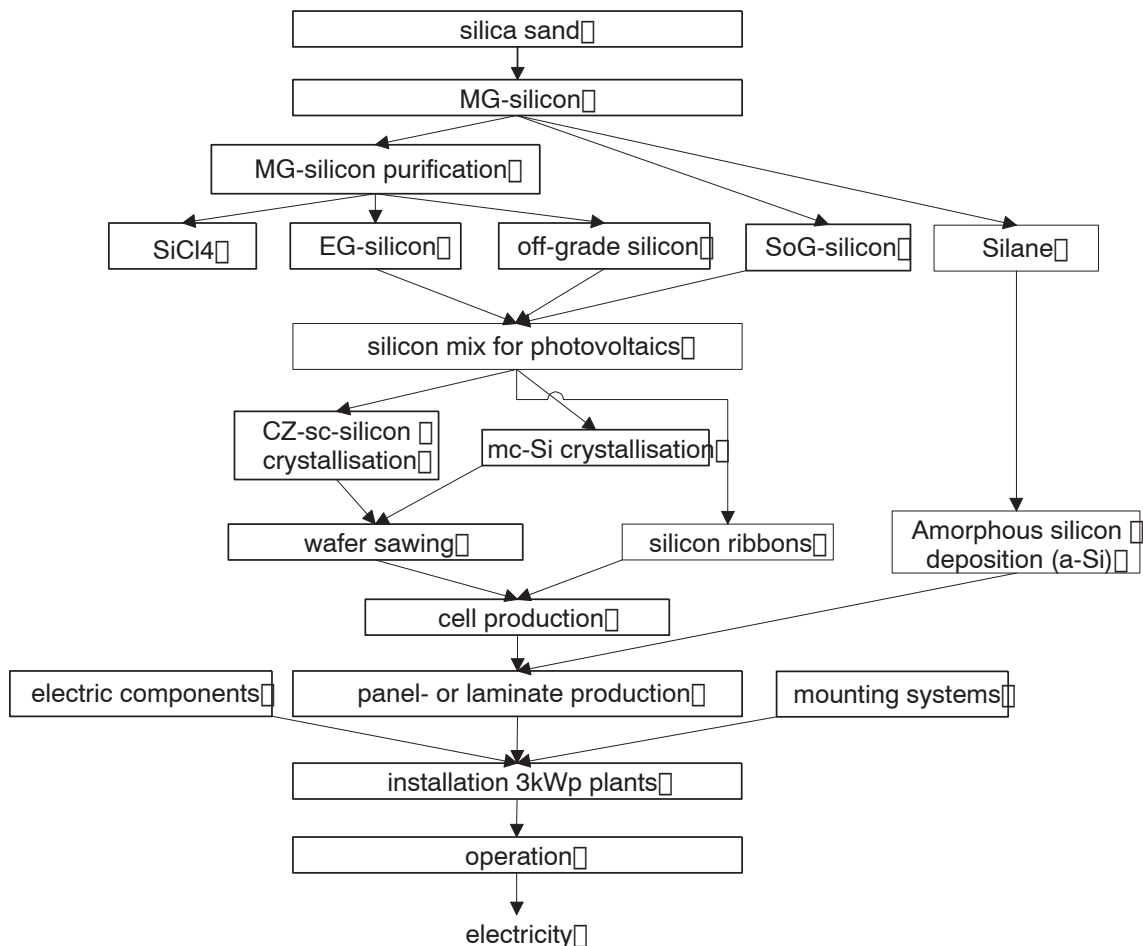 silica sand
MG-silicon
MG-silicon purification
SiCl4
EG-silicon
off-grade silicon
SoG-silicon
Silane
silicon mix for photovoltaics
CZ-sc-silicon
crystallisation
mc-Si crystallisation
wafer sawing
silicon ribbons
Amorphous silicon
deposition (a-Si)
cell production
electric components
panel- or laminate production
mounting systems
installation 3kWp plants
operation
electricity